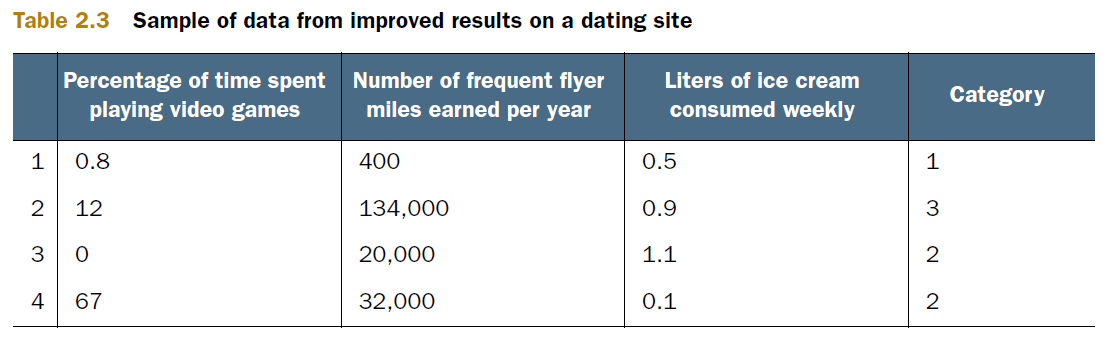 Table 2.3 Sample of data from improved results on a dating site
Percentage of time spent playing video games Number of frequent flyer miles earned per year Liters of ice cream consumed weekly Category
1 0.8 400 0.5 1
2 12 134,000 0.9 3
3 0 20,000 1.1 2
4 67 32,000 0.1 2